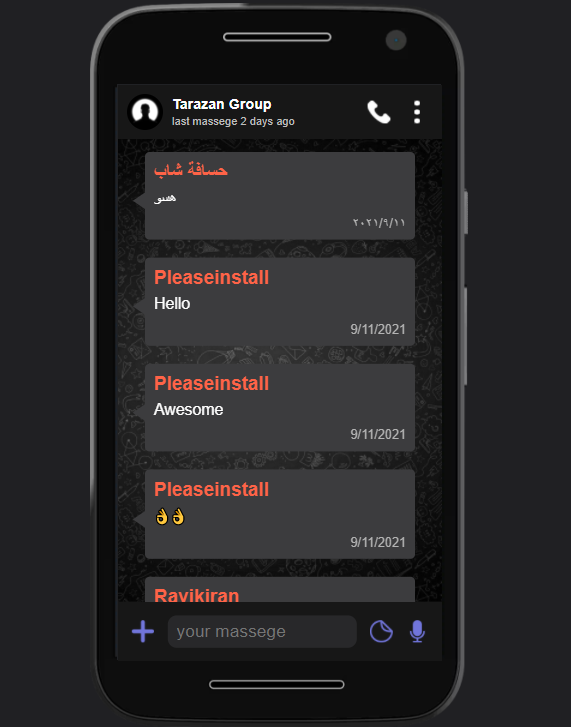 Tarazan Group
last massege 2 days ago
حسافة شاب
ههسو
٢٠٢١/٩/١١
Pleaseinstall
Hello
9/11/2021
Pleaseinstall
Awesome
9/11/2021
Pleaseinstall
👌👌
9/11/2021
Ravikiran
your massege